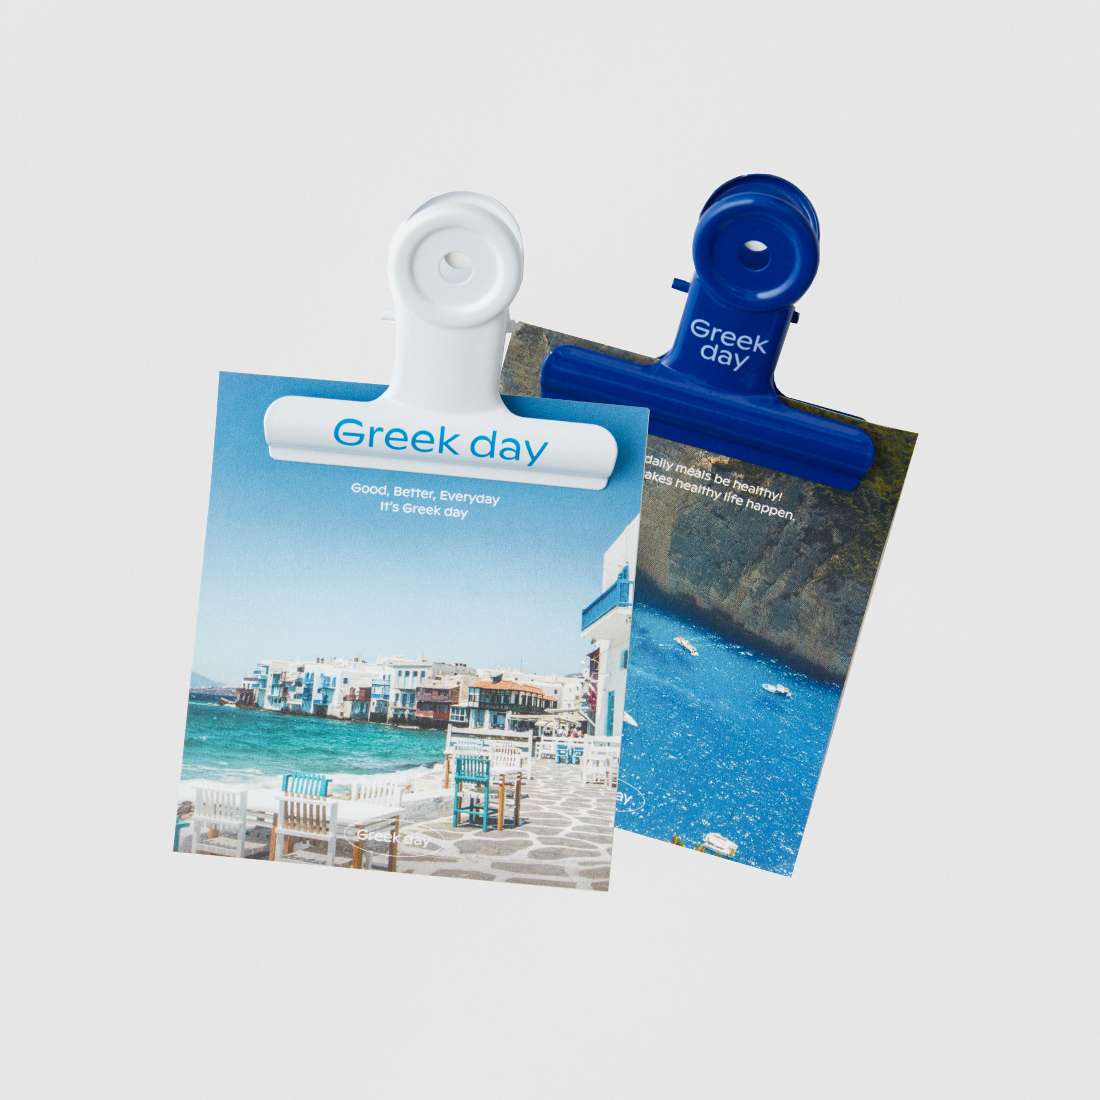 Greek day
Good, Better, Everyday
It's Greek day
Greek day
Greek
day
daily meals be healthy!
healthy life happen.